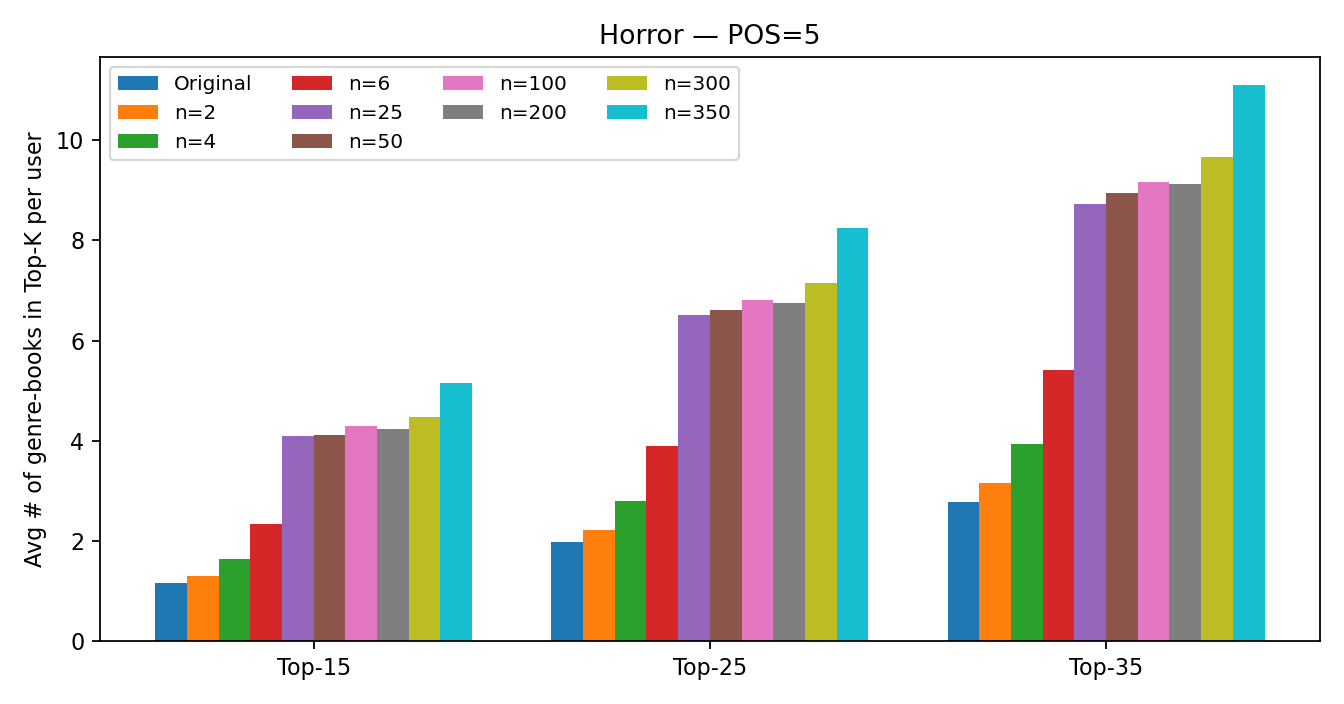 Horror — POS=5
Original
n=2
n=4
n=6
n=25
n=50
n=100
n=200
n=300
n=350
Avg # of genre-books in Top-K per user
10
8
6
4
2
0
Top-15
Top-25
Top-35